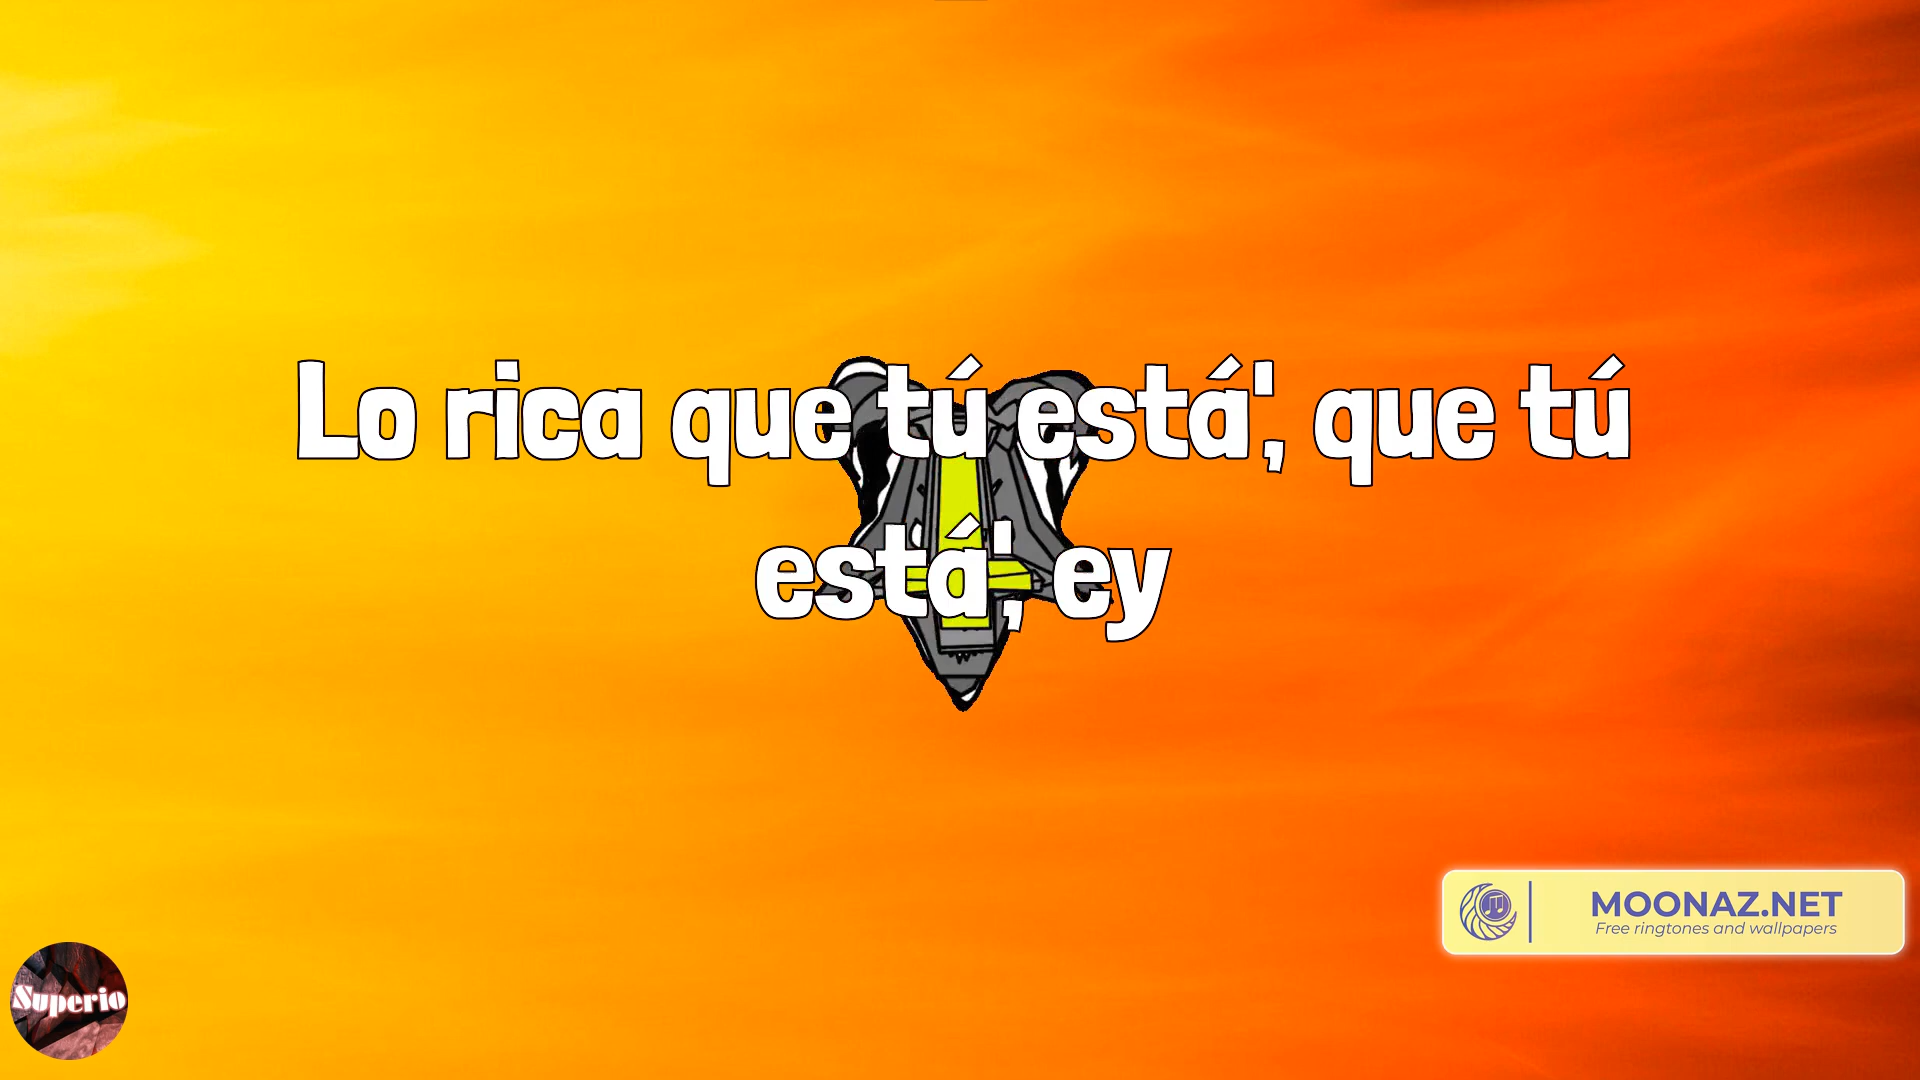 Lo rica que tú está', que tú
está', ey
MOONAZ.NET
Free ringtones and wallpapers
Superio